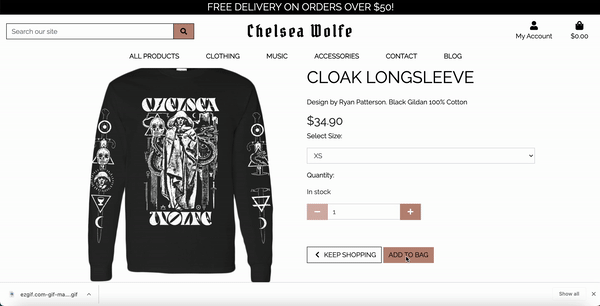 FREE DELIVERY ON ORDERS OVER $50!
Search our site
Chelsea Wolfe
My Account
$0.00
ALL PRODUCTS CLOTHING MUSIC ACCESSORIES CONTACT BLOG
CLOAK LONGSLEEVE
Design by Ryan Patterson. Black Gildan 100% Cotton
$34.90
Select Size:
XS
Quantity:
In stock
1
KEEP SHOPPING ADD TO BAG
CHELSEA
WOLFE
ezgif.com-gif-ma....gif
Show all